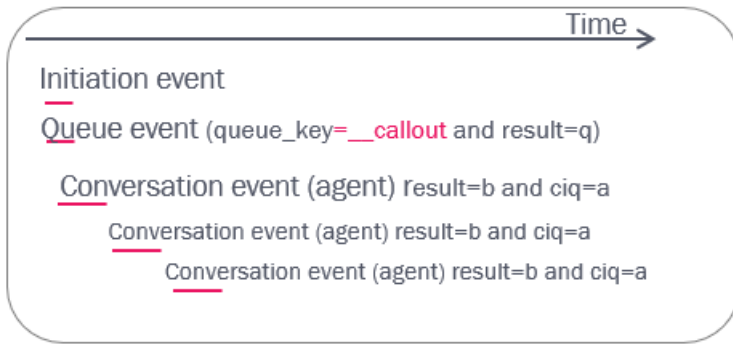 Time
Initiation event
Queue event (queue_key=__callout and result=q)
Conversation event (agent) result=b and ciq=a
Conversation event (agent) result=b and ciq=a
Conversation event (agent) result=b and ciq=a